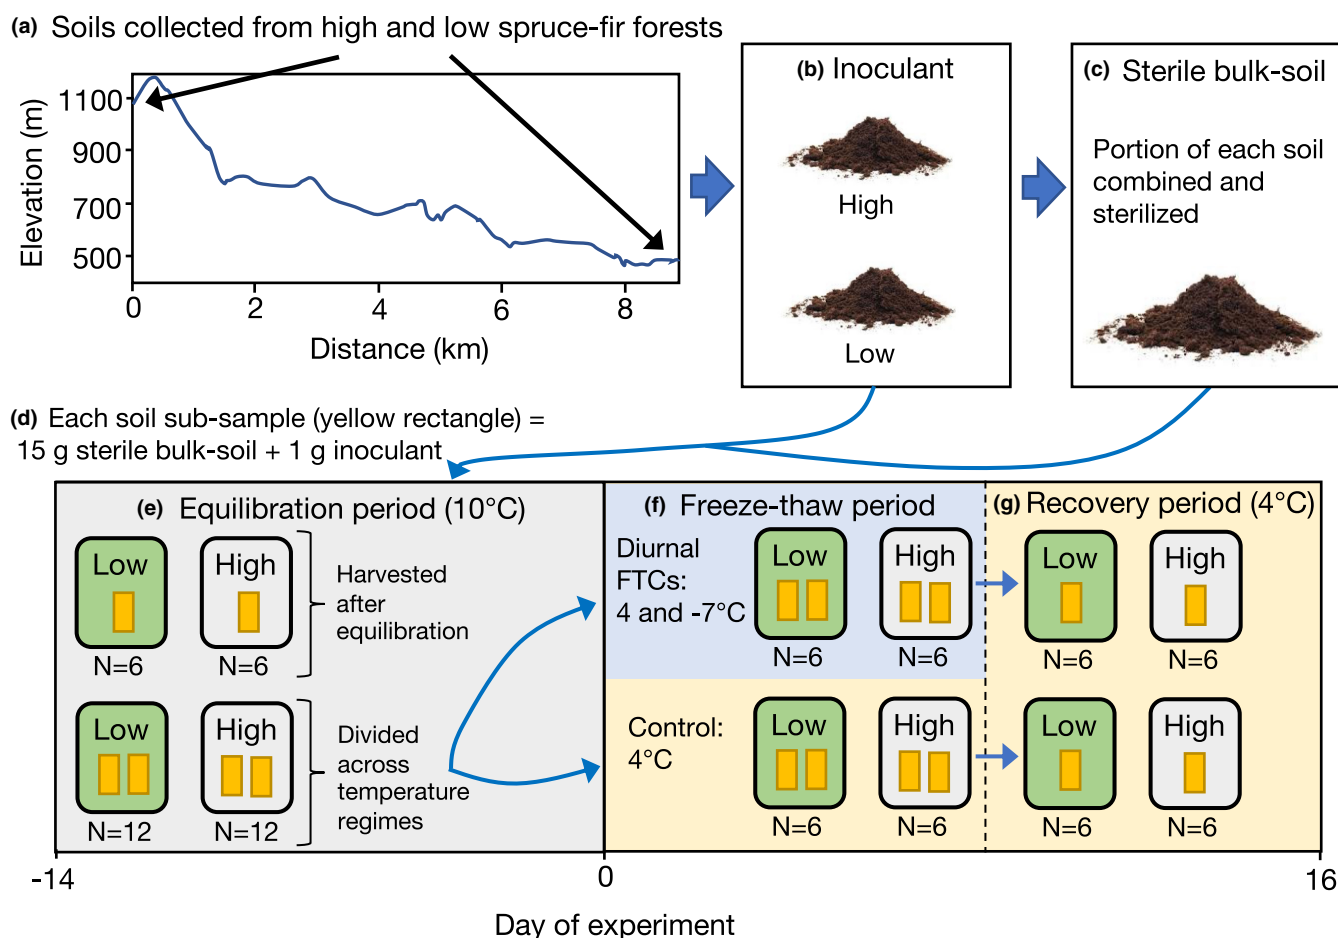 (a) Soils collected from high and low spruce-fir forests
1100
900
700
500
Elevation (m)
0 2 4 6 8
Distance (km)
(b) Inoculant
High
Low
(c) Sterile bulk-soil
Portion of each soil
combined and
sterilized
(d) Each soil sub-sample (yellow rectangle) =
15 g sterile bulk-soil + 1 g inoculant
(e) Equilibration period (10°C)
Low High
N=6 N=6
Harvested
after
equilibration
Low High
N=12 N=12
Divided
across
temperature
regimes
(f) Freeze-thaw period
Diurnal
FTCs:
4 and -7°C
Low High
N=6 N=6
Control:
4°C
Low High
N=6 N=6
(g) Recovery period (4°C)
Low High
N=6 N=6
Low High
N=6 N=6
-14 0 16
Day of experiment